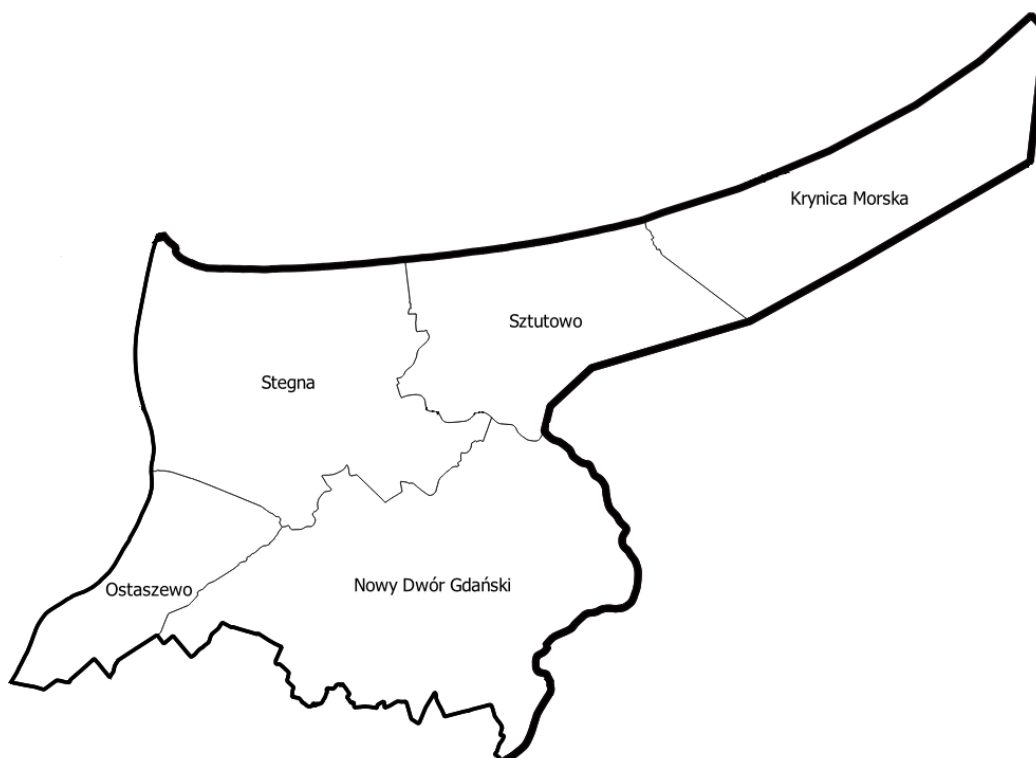 Krynica Morska
Sztutowo
Stegna
Ostaszewo
Nowy Dwór Gdański